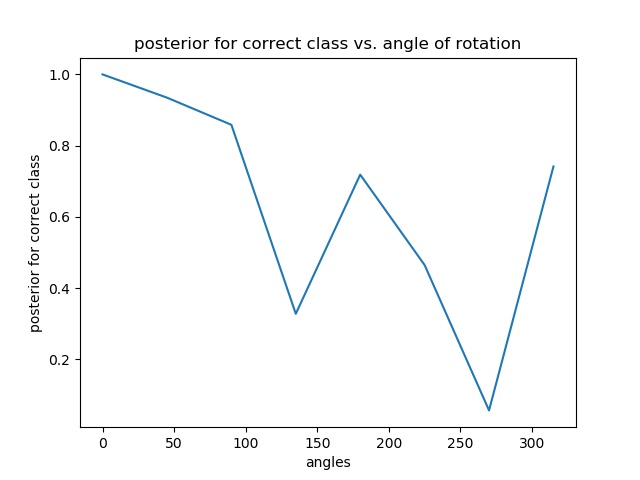 posterior for correct class vs. angle of rotation
1.0
0.8
0.6
0.4
0.2
posterior for correct class
0 50 100 150 200 250 300
angles